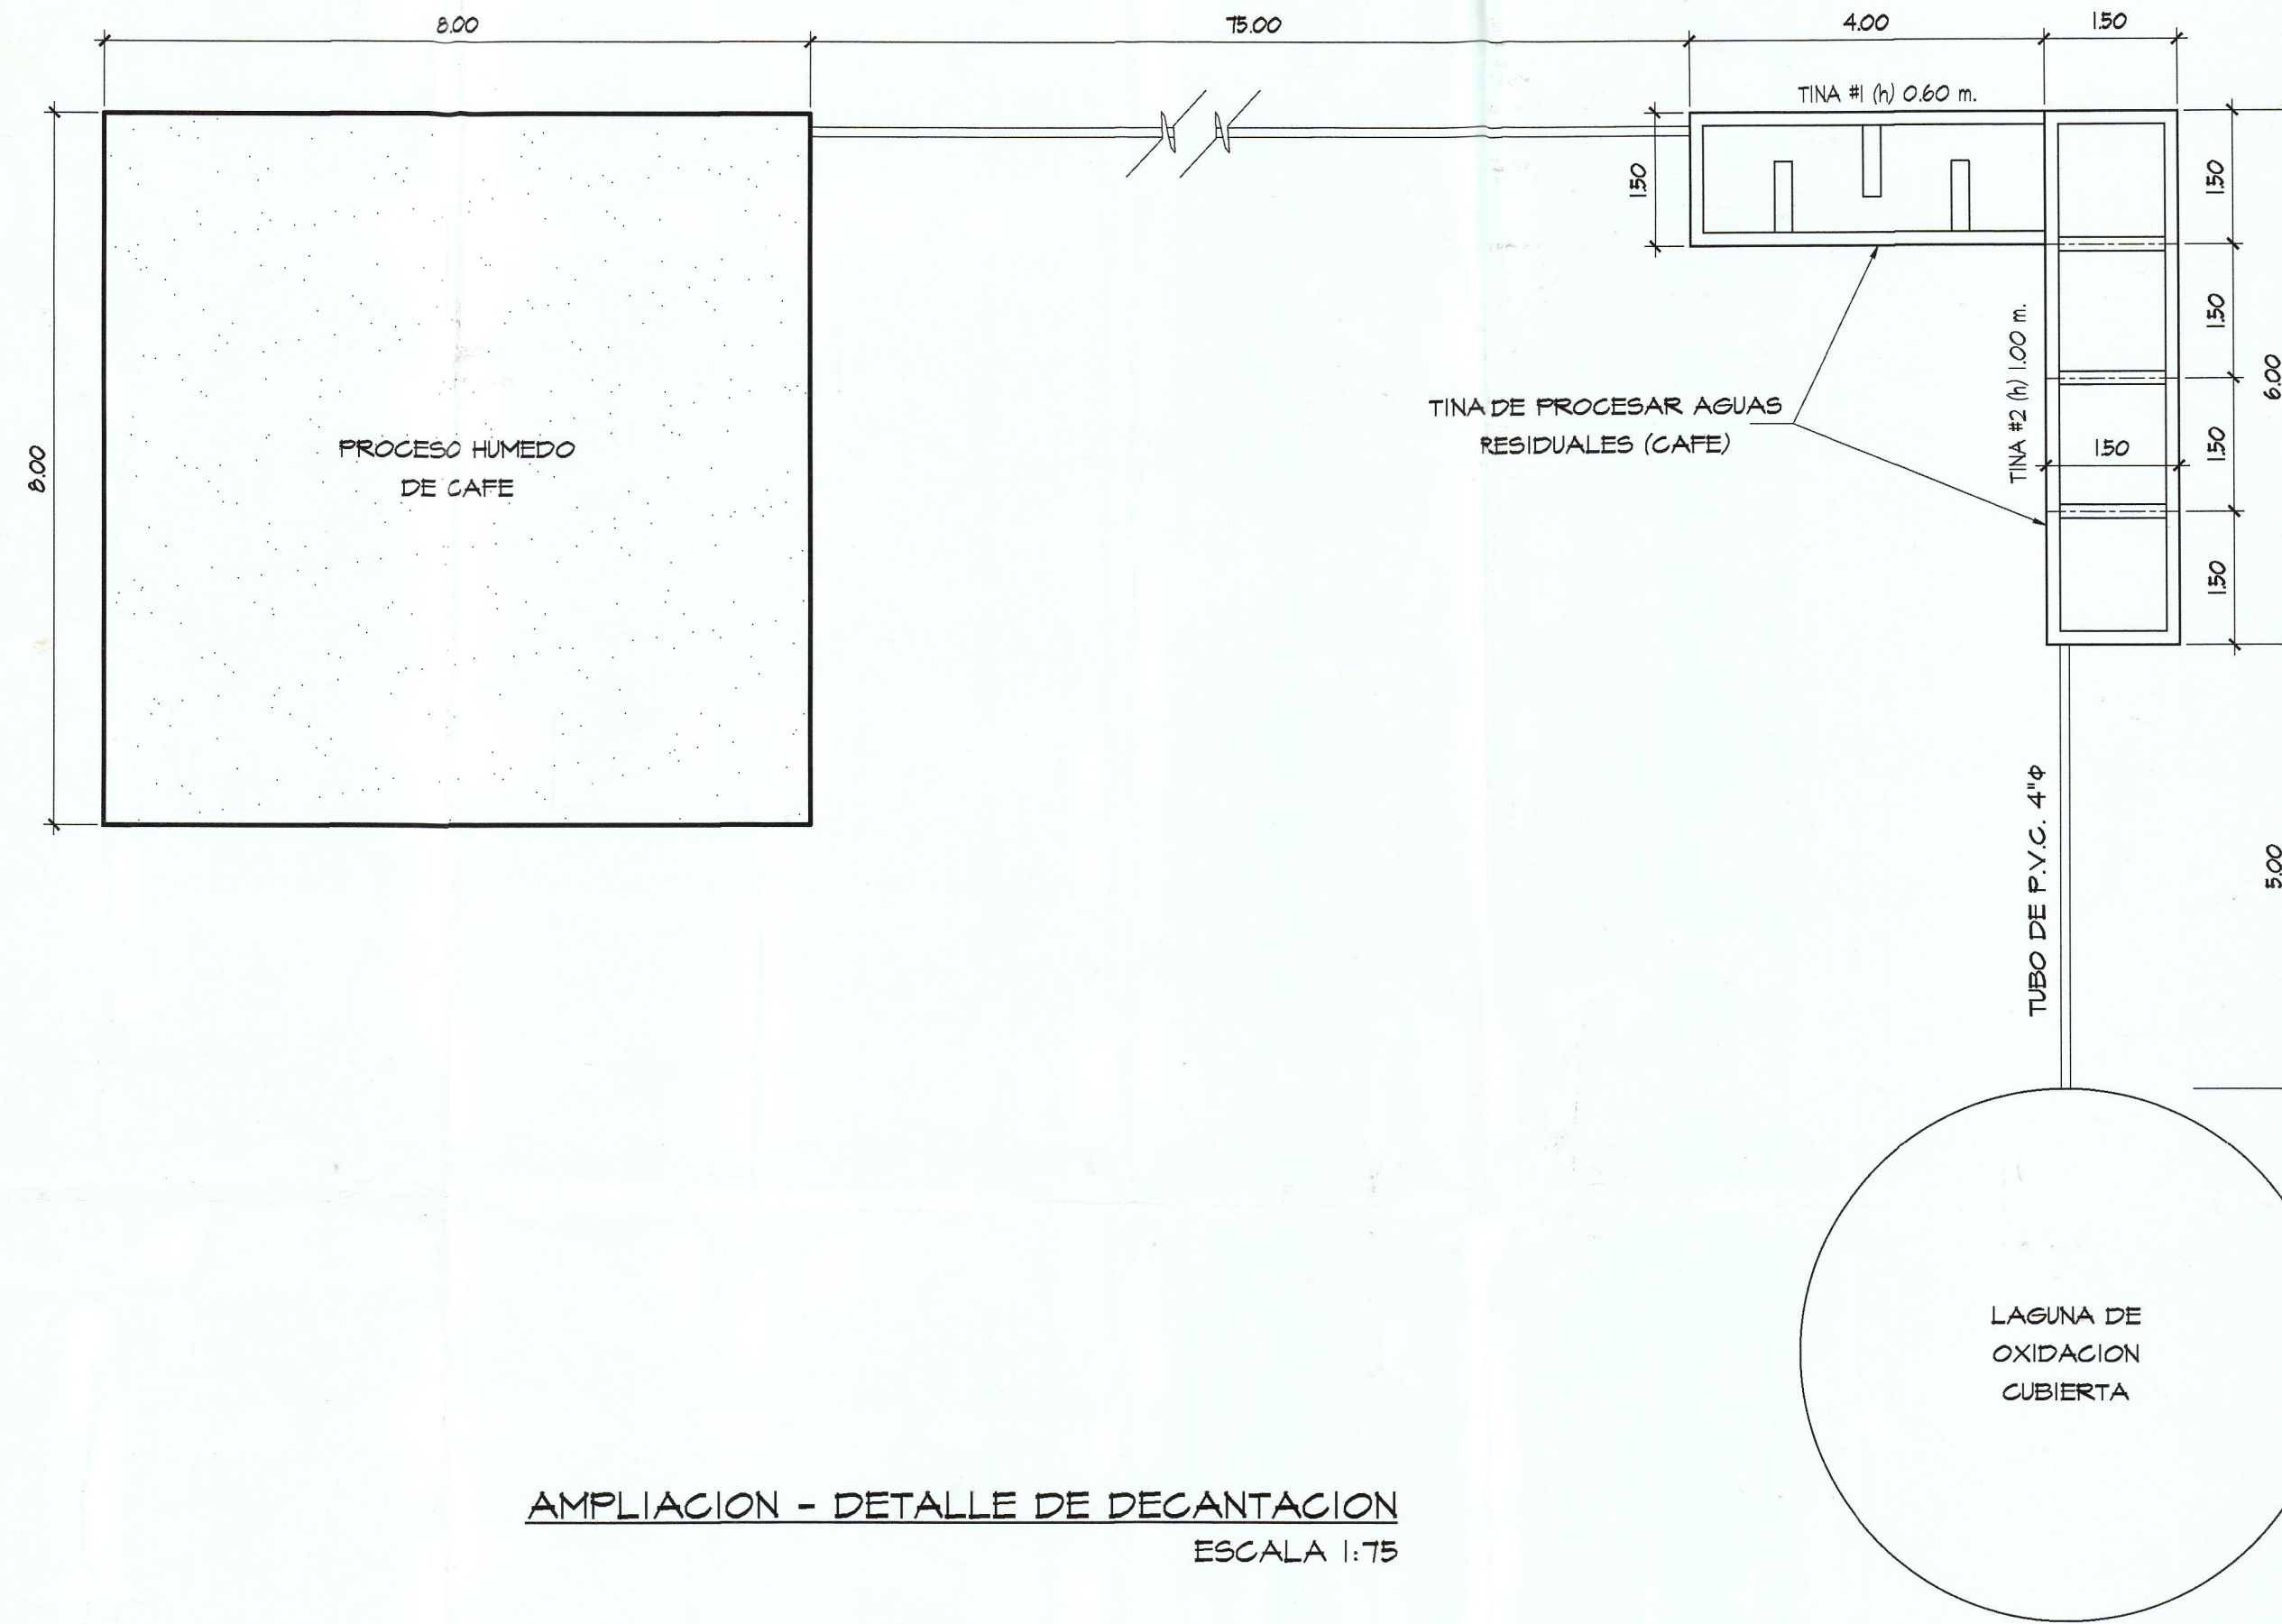 8.00
75.00
4.00
1.50
TINA #1 (h) 0.60 m.
1.50
1.50
1.50
1.50
1.50
6.00
TINA #2 (h) 1.00 m.
1.50
TINA DE PROCESAR AGUAS
RESIDUALES (CAFE)
8.00
PROCESO HUMEDO
DE CAFE
TUBO DE P.V.C. 4"Φ
5.00
LAGUNA DE
OXIDACION
CUBIERTA
AMPLIACION - DETALLE DE DECANTACION
ESCALA 1:75